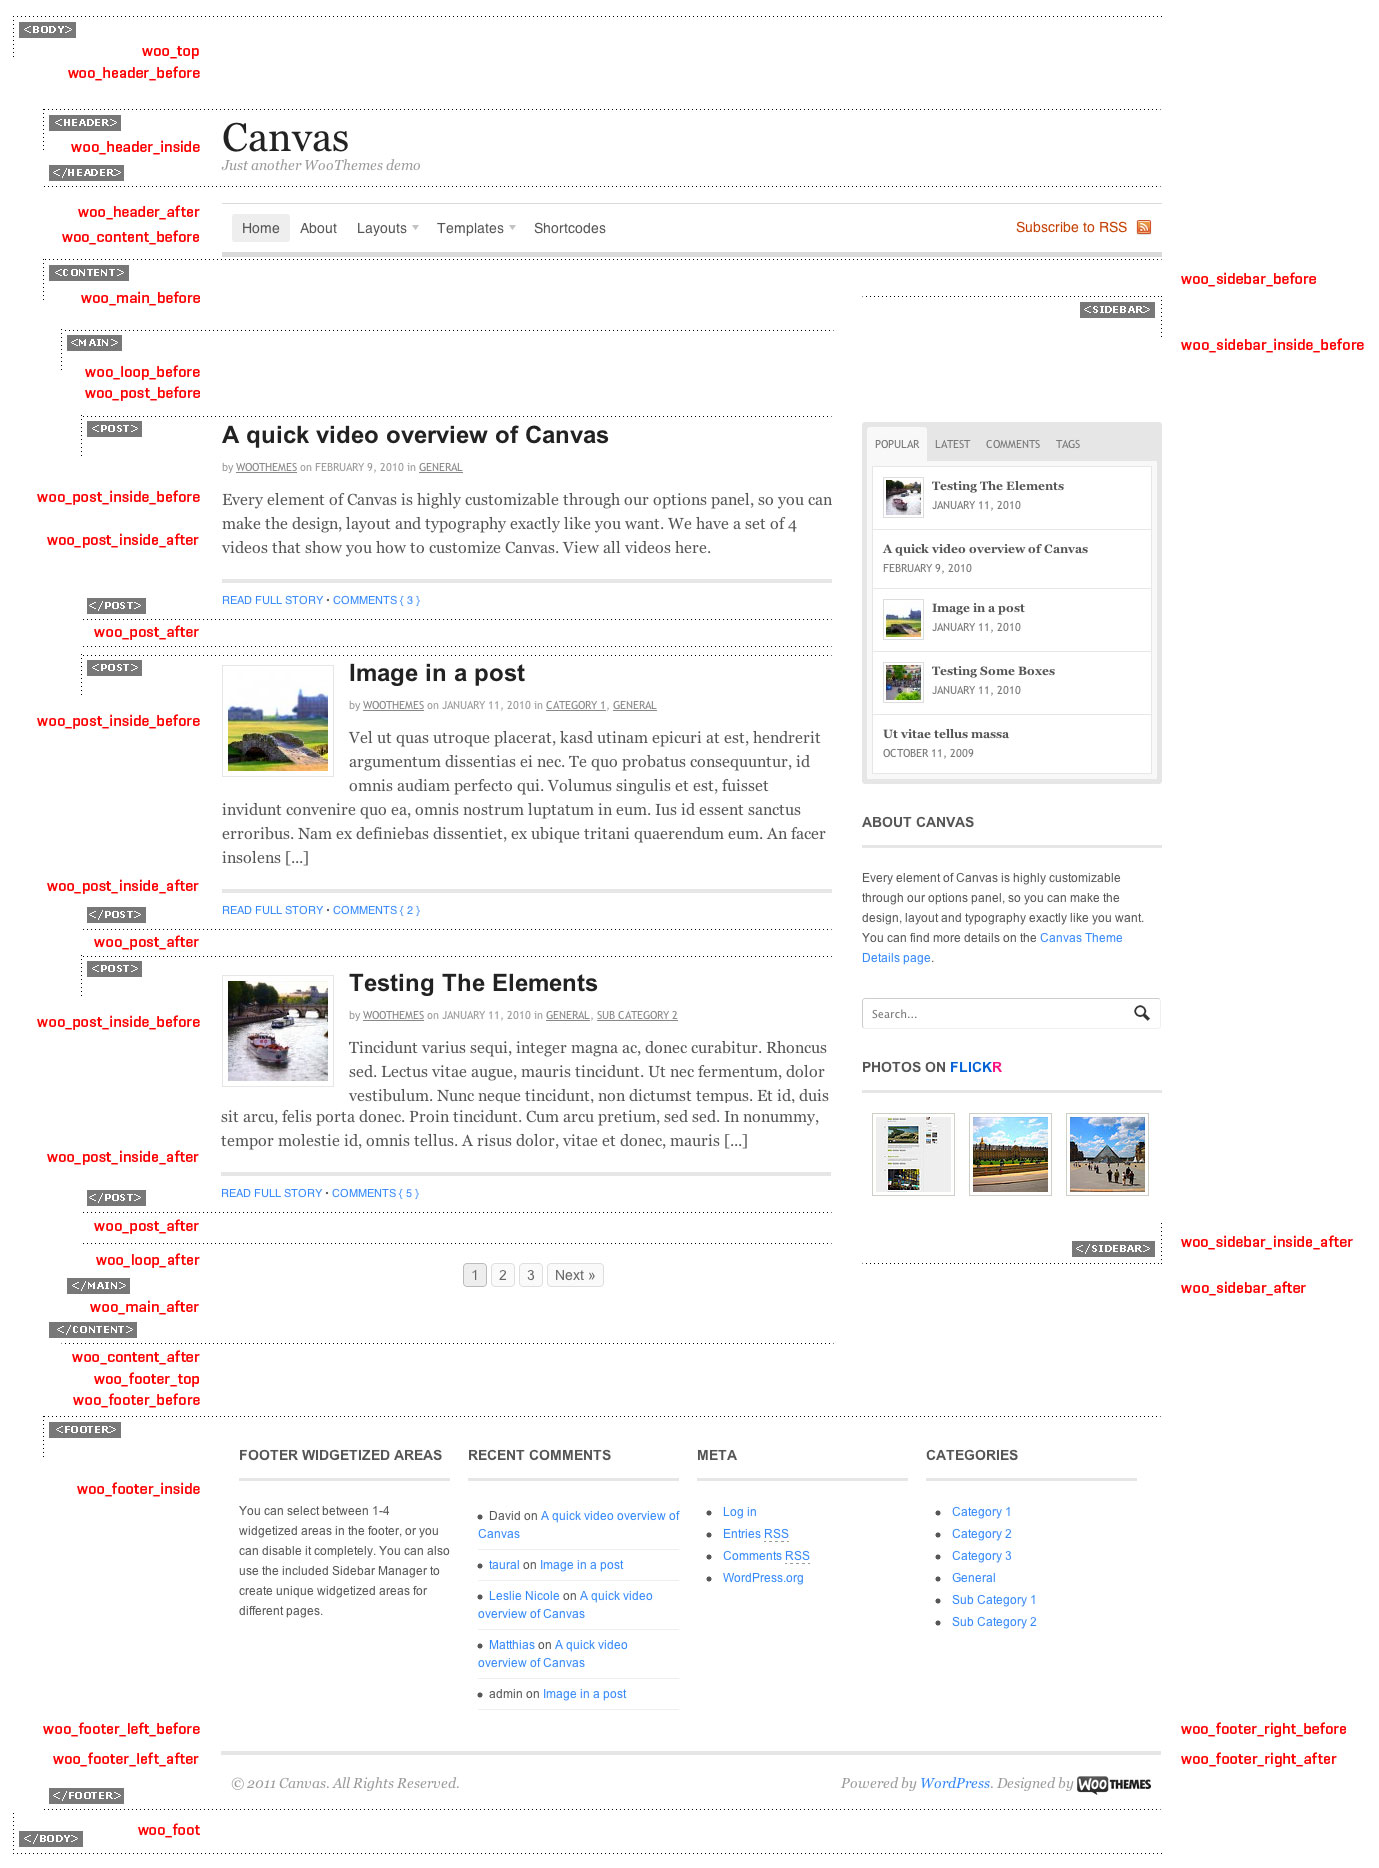 <BODY>
woo_top
woo_header_before
<HEADER>
Canvas
woo_header_inside
Just another WooThemes demo
</HEADER>
woo_header_after
Home About Layouts Templates Shortcodes Subscribe to RSS
woo_content_before
<CONTENT>
woo_main_before
<MAIN>
woo_loop_before
woo_post_before
<POST>
A quick video overview of Canvas
by WOOTHEMES on FEBRUARY 9, 2010 in GENERAL
woo_post_inside_before
Every element of Canvas is highly customizable through our options panel, so you can
make the design, layout and typography exactly like you want. We have a set of 4
woo_post_inside_after
videos that show you how to customize Canvas. View all videos here.
</POST>
READ FULL STORY • COMMENTS { 3 }
woo_post_after
<POST>
Image in a post
by WOOTHEMES on JANUARY 11, 2010 in CATEGORY 1, GENERAL
woo_post_inside_before
Vel ut quas utroque placerat, kasd utinam epicuri at est, hendrerit
argumentum dissentias ei nec. Te quo probatus consequuntur, id
omnis audiam perfecto qui. Volumus singulis et est, fuisset
invidunt convenire quo ea, omnis nostrum luptatum in eum. Ius id essent sanctus
erroribus. Nam ex definiebas dissentiet, ex ubique tritani quaerendum eum. An facer
insolens [...]
woo_post_inside_after
</POST>
READ FULL STORY • COMMENTS { 2 }
woo_post_after
<POST>
Testing The Elements
by WOOTHEMES on JANUARY 11, 2010 in GENERAL, SUB CATEGORY 2
woo_post_inside_before
Tincidunt varius sequi, integer magna ac, donec curabitur. Rhoncus
sed. Lectus vitae augue, mauris tincidunt. Ut nec fermentum, dolor
vestibulum. Nunc neque tincidunt, non dictumst tempus. Et id, duis
sit arcu, felis porta donec. Proin tincidunt. Cum arcu pretium, sed sed. In nonummy,
tempor molestie id, omnis tellus. A risus dolor, vitae et donec, mauris [...]
woo_post_inside_after
</POST>
READ FULL STORY • COMMENTS { 5 }
woo_post_after
woo_loop_after
1 2 3 Next »
</MAIN>
woo_main_after
</CONTENT>
woo_sidebar_before
<SIDEBAR>
woo_sidebar_inside_before
POPULAR LATEST COMMENTS TAGS
Testing The Elements
JANUARY 11, 2010
A quick video overview of Canvas
FEBRUARY 9, 2010
Image in a post
JANUARY 11, 2010
Testing Some Boxes
JANUARY 11, 2010
Ut vitae tellus massa
OCTOBER 11, 2009
ABOUT CANVAS
Every element of Canvas is highly customizable
through our options panel, so you can make the
design, layout and typography exactly like you want.
You can find more details on the Canvas Theme
Details page.
Search...
PHOTOS ON FLICKR
woo_sidebar_inside_after
</SIDEBAR>
woo_sidebar_after
woo_content_after
woo_footer_top
woo_footer_before
<FOOTER>
woo_footer_inside
FOOTER WIDGETIZED AREAS
You can select between 1-4
widgetized areas in the footer, or you
can disable it completely. You can also
use the included Sidebar Manager to
create unique widgetized areas for
different pages.
RECENT COMMENTS
• David on A quick video overview of
Canvas
• taural on Image in a post
• Leslie Nicole on A quick video
overview of Canvas
• Matthias on A quick video
overview of Canvas
• admin on Image in a post
META
• Log in
• Entries RSS
• Comments RSS
• WordPress.org
CATEGORIES
• Category 1
• Category 2
• Category 3
• General
• Sub Category 1
• Sub Category 2
woo_footer_left_before
woo_footer_right_before
woo_footer_left_after
woo_footer_right_after
© 2011 Canvas. All Rights Reserved.
Powered by WordPress. Designed by WOOTHEMES
</FOOTER>
woo_foot
</BODY>